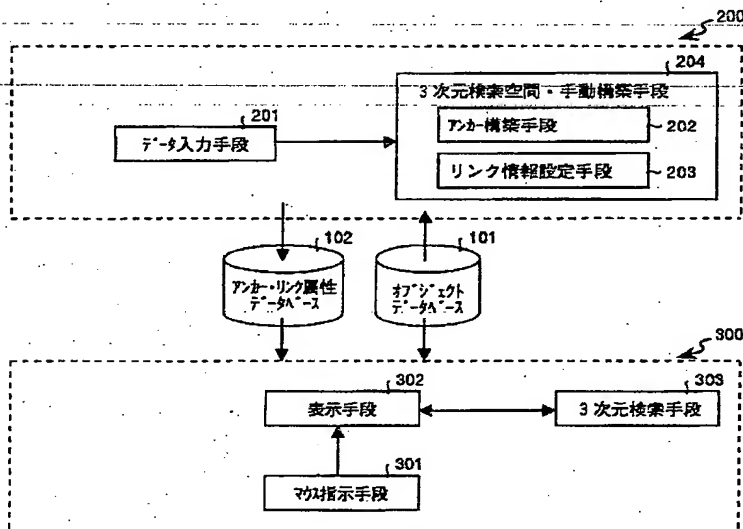 200
204
3次元検索空間・手動構築手段
201
データ入力手段
アンカー構築手段
202
リンク情報設定手段
203
102
101
アンカー・リンク属性
データベース
オブジェクト
データベース
300
302
303
表示手段
3次元検索手段
301
マウス指示手段